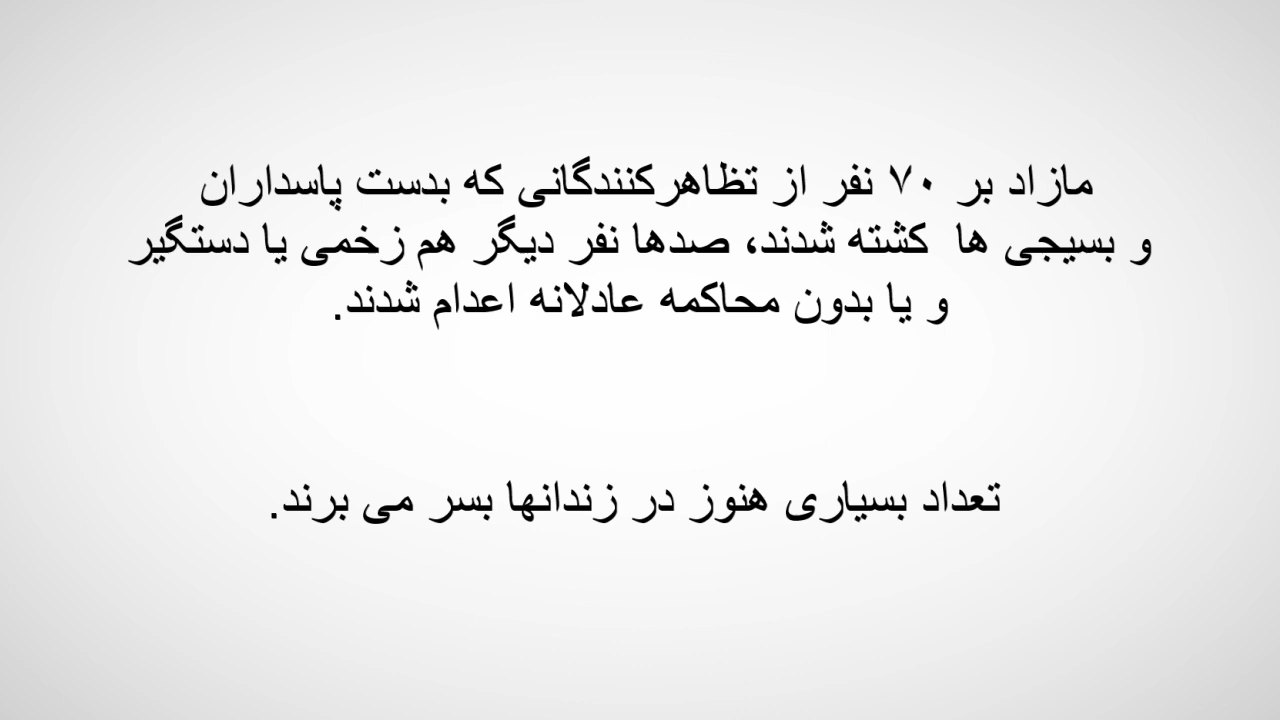 مازاد بر ۷۰ نفر از تظاهرکنندگانی که بدست پاسداران
و بسیجی ها کشته شدند، صدها نفر دیگر هم زخمی یا دستگیر
و یا بدون محاکمه عادلانه اعدام شدند.
تعداد بسیاری هنوز در زندانها بسر می برند.